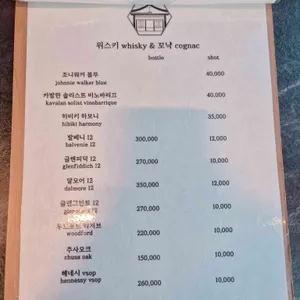 위스키 whisky & 꼬냑 cognac
bottle shot
조니워커 블루 40,000
johnnie walker blue
카발란 솔리스트 비노바리끄 40,000
kavalan solist vinobarrique
히비키 하모니 35,000
hibiki harmony
발베니 12 300,000 12,000
balvenie 12
글렌피딕 12 270,000 10,000
glenfiddich 12
달모어 12 350,000 12,000
dalmore 12
글렌그란트 12 270,000 10,000
12
우드포드 리저브 220,000 10,000
woodford
추사오크 150,000 10,000
chusa oak
헤네시 vsop 260,000 10,000
hennessy vsop